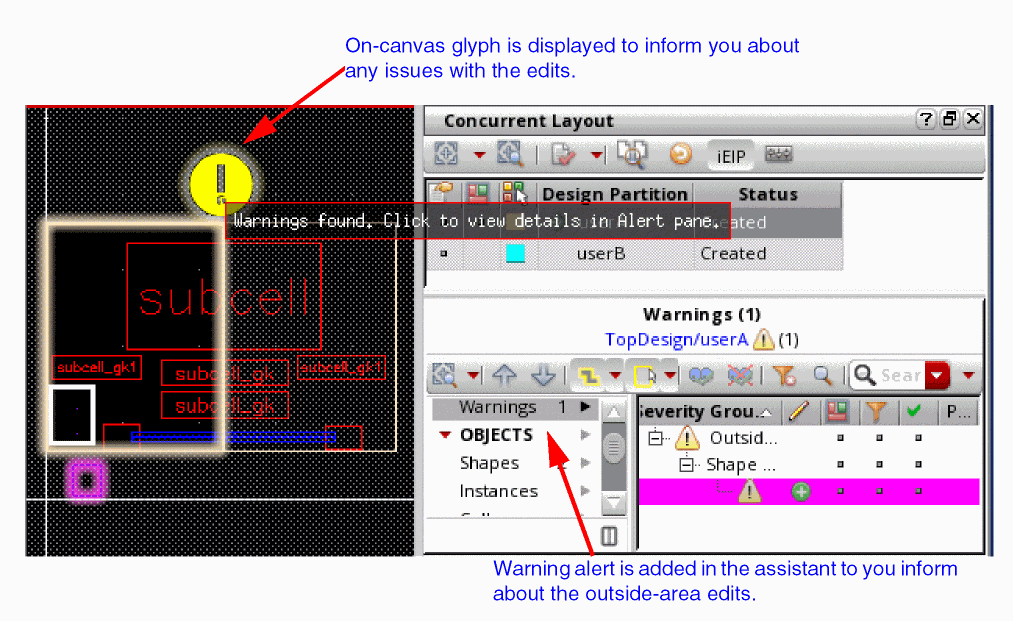 On-canvas glyph is displayed to inform you about
any issues with the edits.
Concurrent Layout
iEIP
Design Partition Status
Warnings found. Click to view details in Alert pane.
eated
userB Created
subcell
subcell_gk1 subcell_gk subcell_gk1
subcell_gk
Warnings (1)
TopDesign/userA (1)
Sear
Warnings 1
OBJECTS
Shapes
Instances
everity Grou... P...
Outsid...
Shape ...
Warning alert is added in the assistant to you inform
about the outside-area edits.